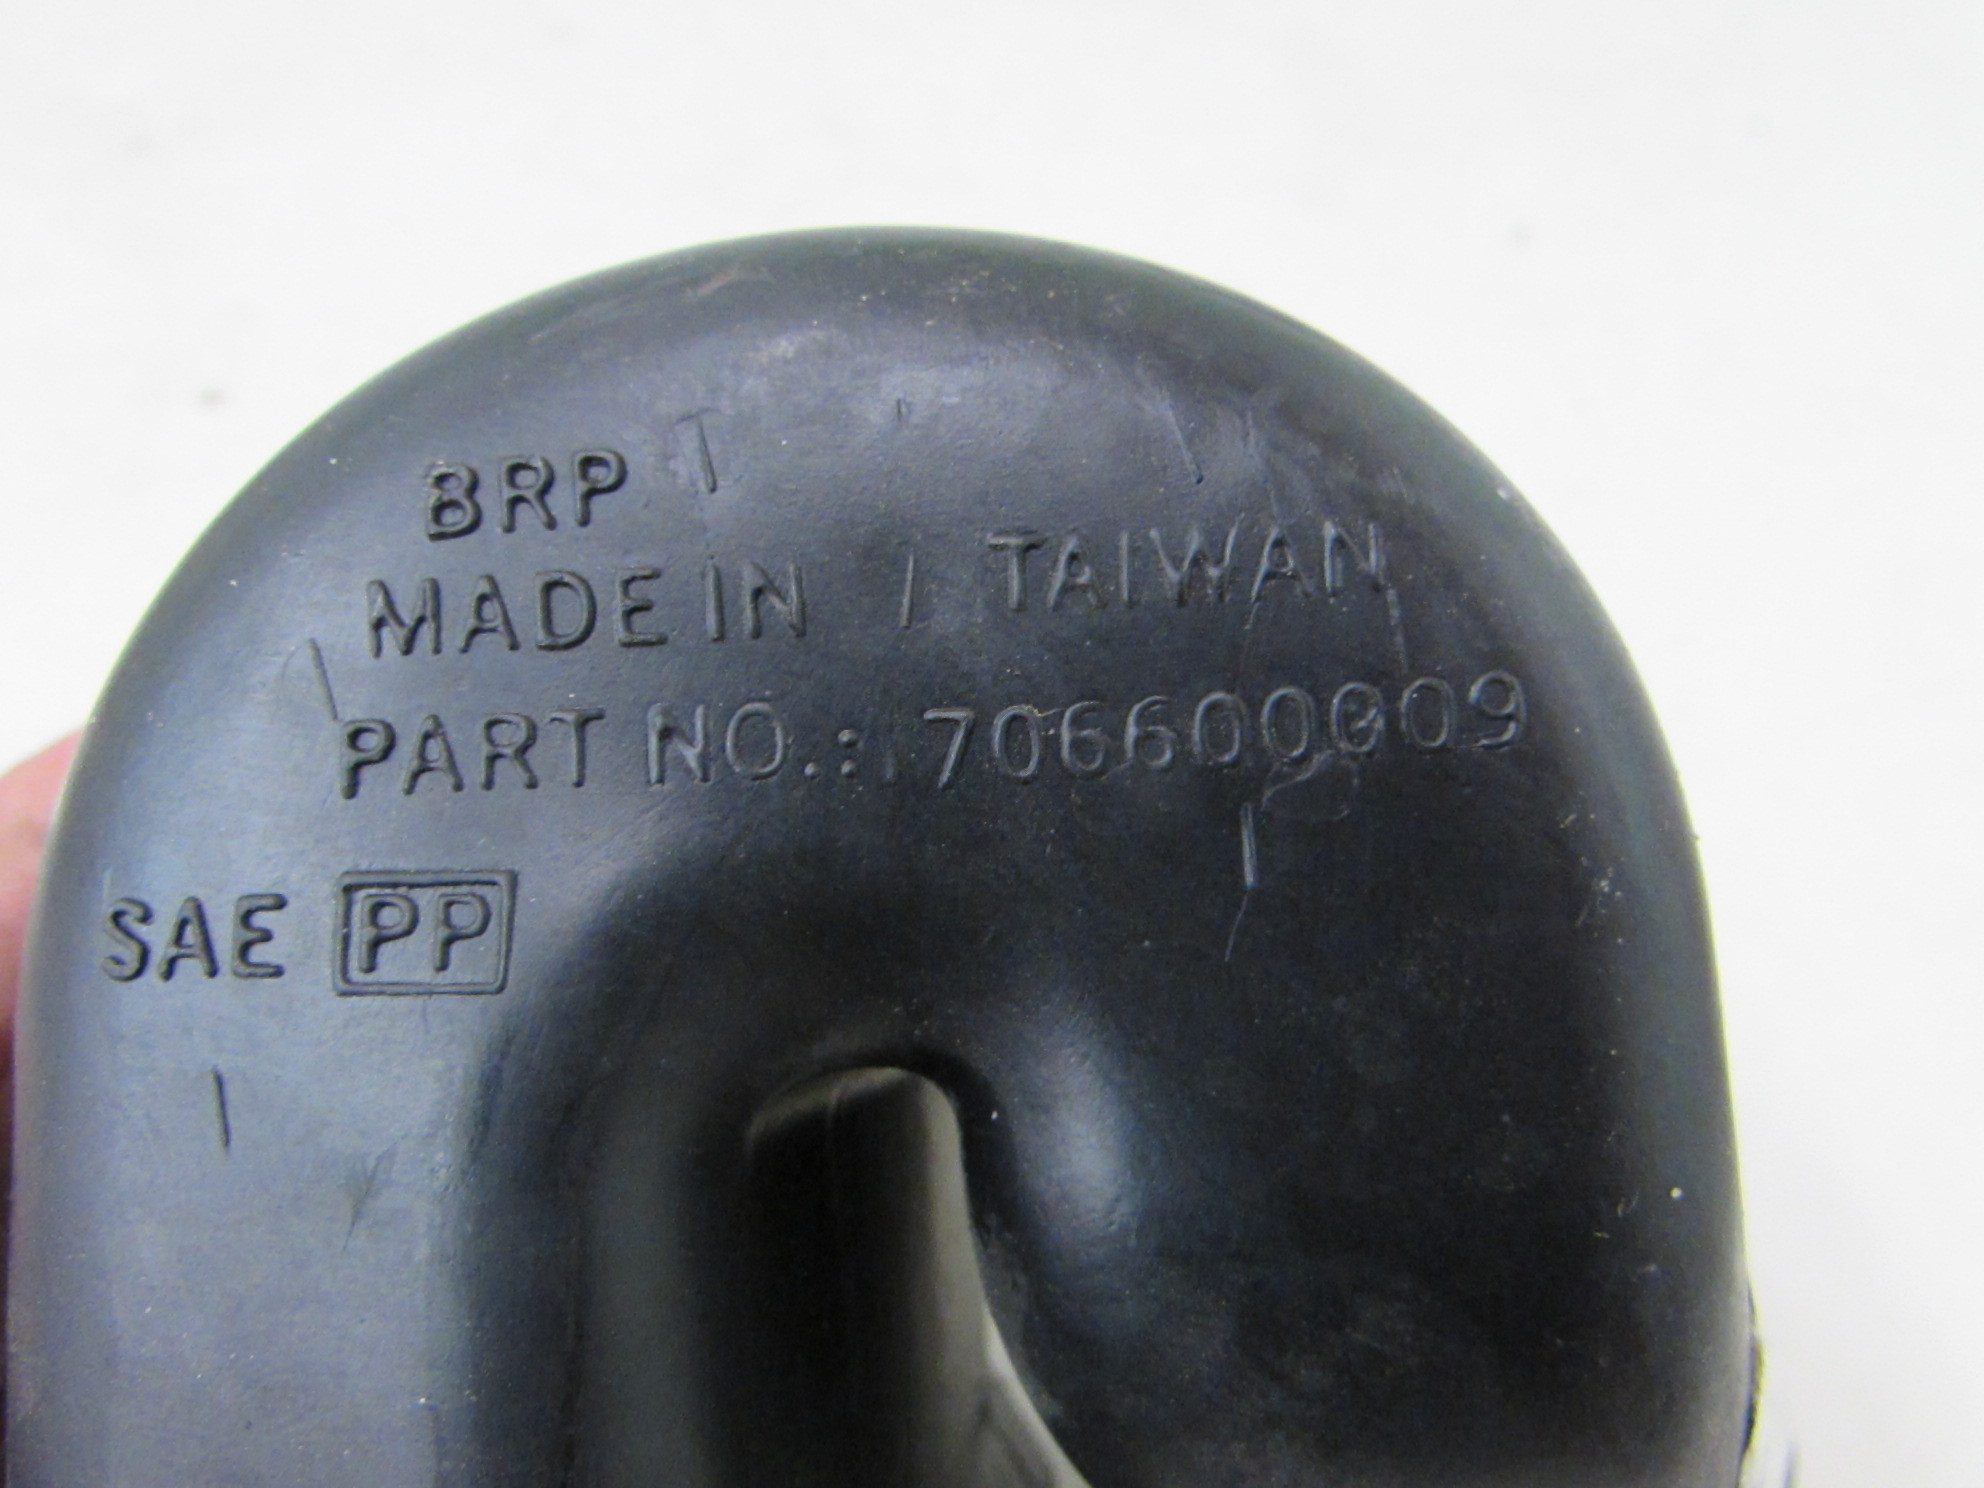 BRP
MADE IN TAIWAN
PART NO.: 706600009
SAE PP